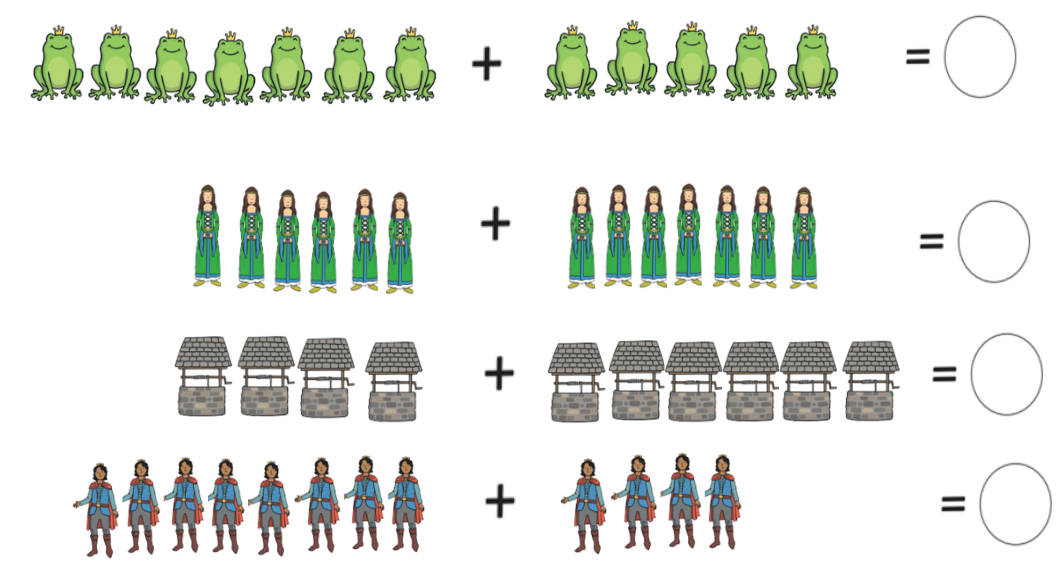 + =
+ =
+ =
+ =